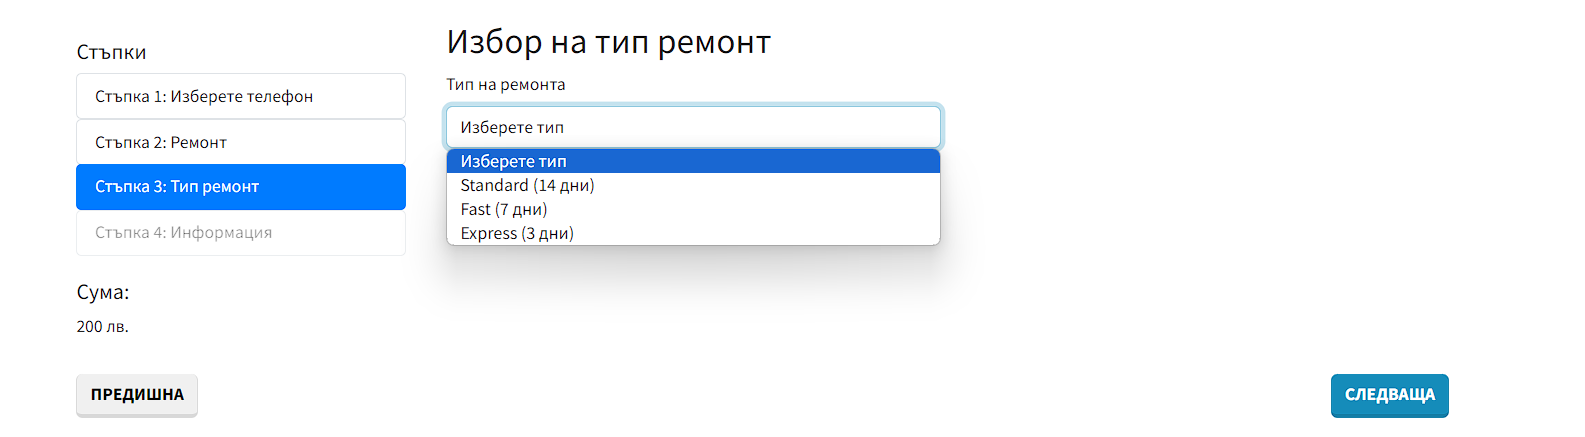 Стъпки
Стъпка 1: Изберете телефон
Стъпка 2: Ремонт
Стъпка 3: Тип ремонт
Стъпка 4: Информация
Сума:
200 лв.
Избор на тип ремонт
Тип на ремонта
Изберете тип
Изберете тип
Standard (14 дни)
Fast (7 дни)
Express (3 дни)
ПРЕДИШНА
СЛЕДВАЩА